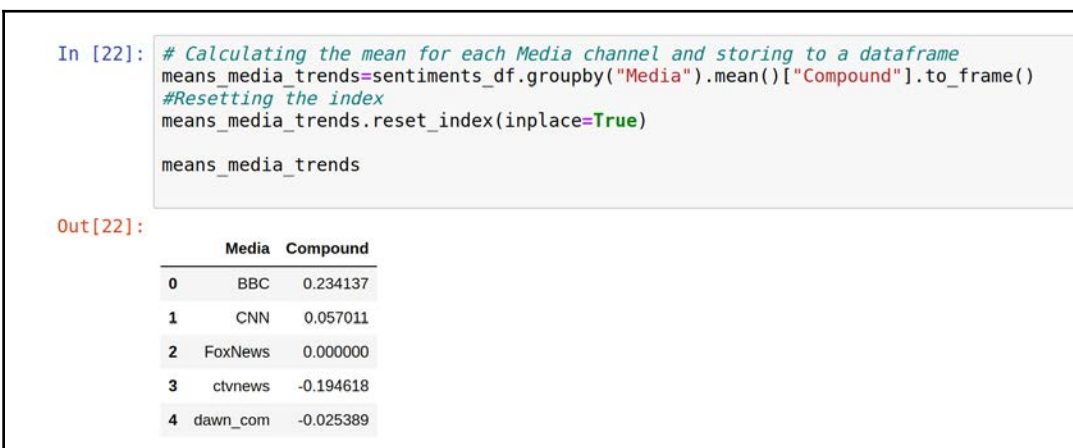 In [22]: # Calculating the mean for each Media channel and storing to a dataframe
means_media_trends=sentiments_df.groupby("Media").mean()["Compound"].to_frame()
#Resetting the index
means_media_trends.reset_index(inplace=True)
means_media_trends
Out[22]:
Media Compound
0 BBC 0.234137
1 CNN 0.057011
2 FoxNews 0.000000
3 ctvnews -0.194618
4 dawn_com -0.025389